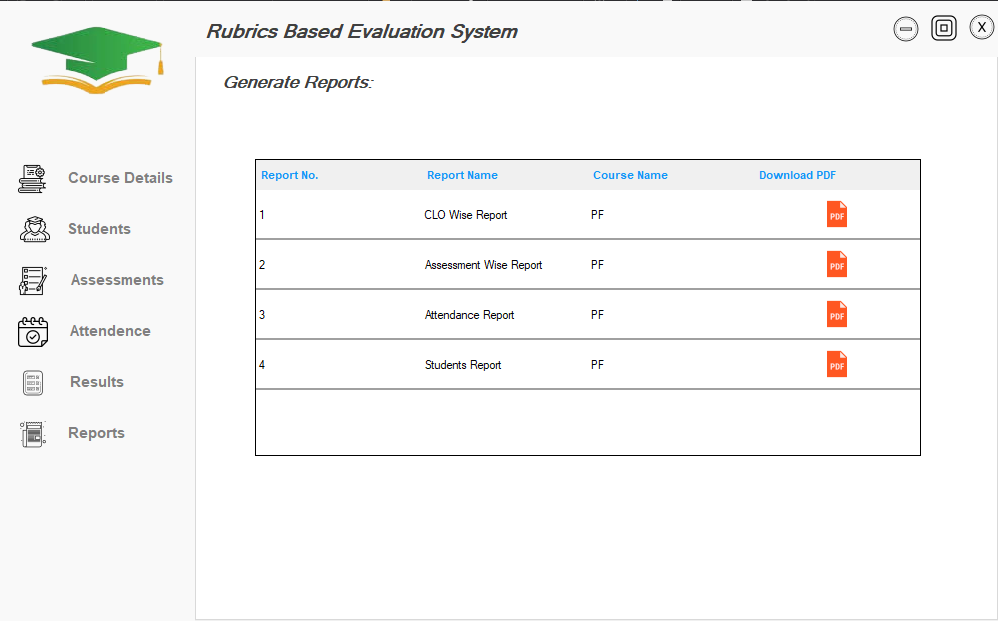 Rubrics Based Evaluation System
X
Generate Reports:
Course Details
Students
Assessments
Attendence
Results
Reports
Report No. Report Name Course Name Download PDF
1 CLO Wise Report PF PDF
2 Assessment Wise Report PF PDF
3 Attendance Report PF PDF
4 Students Report PF PDF